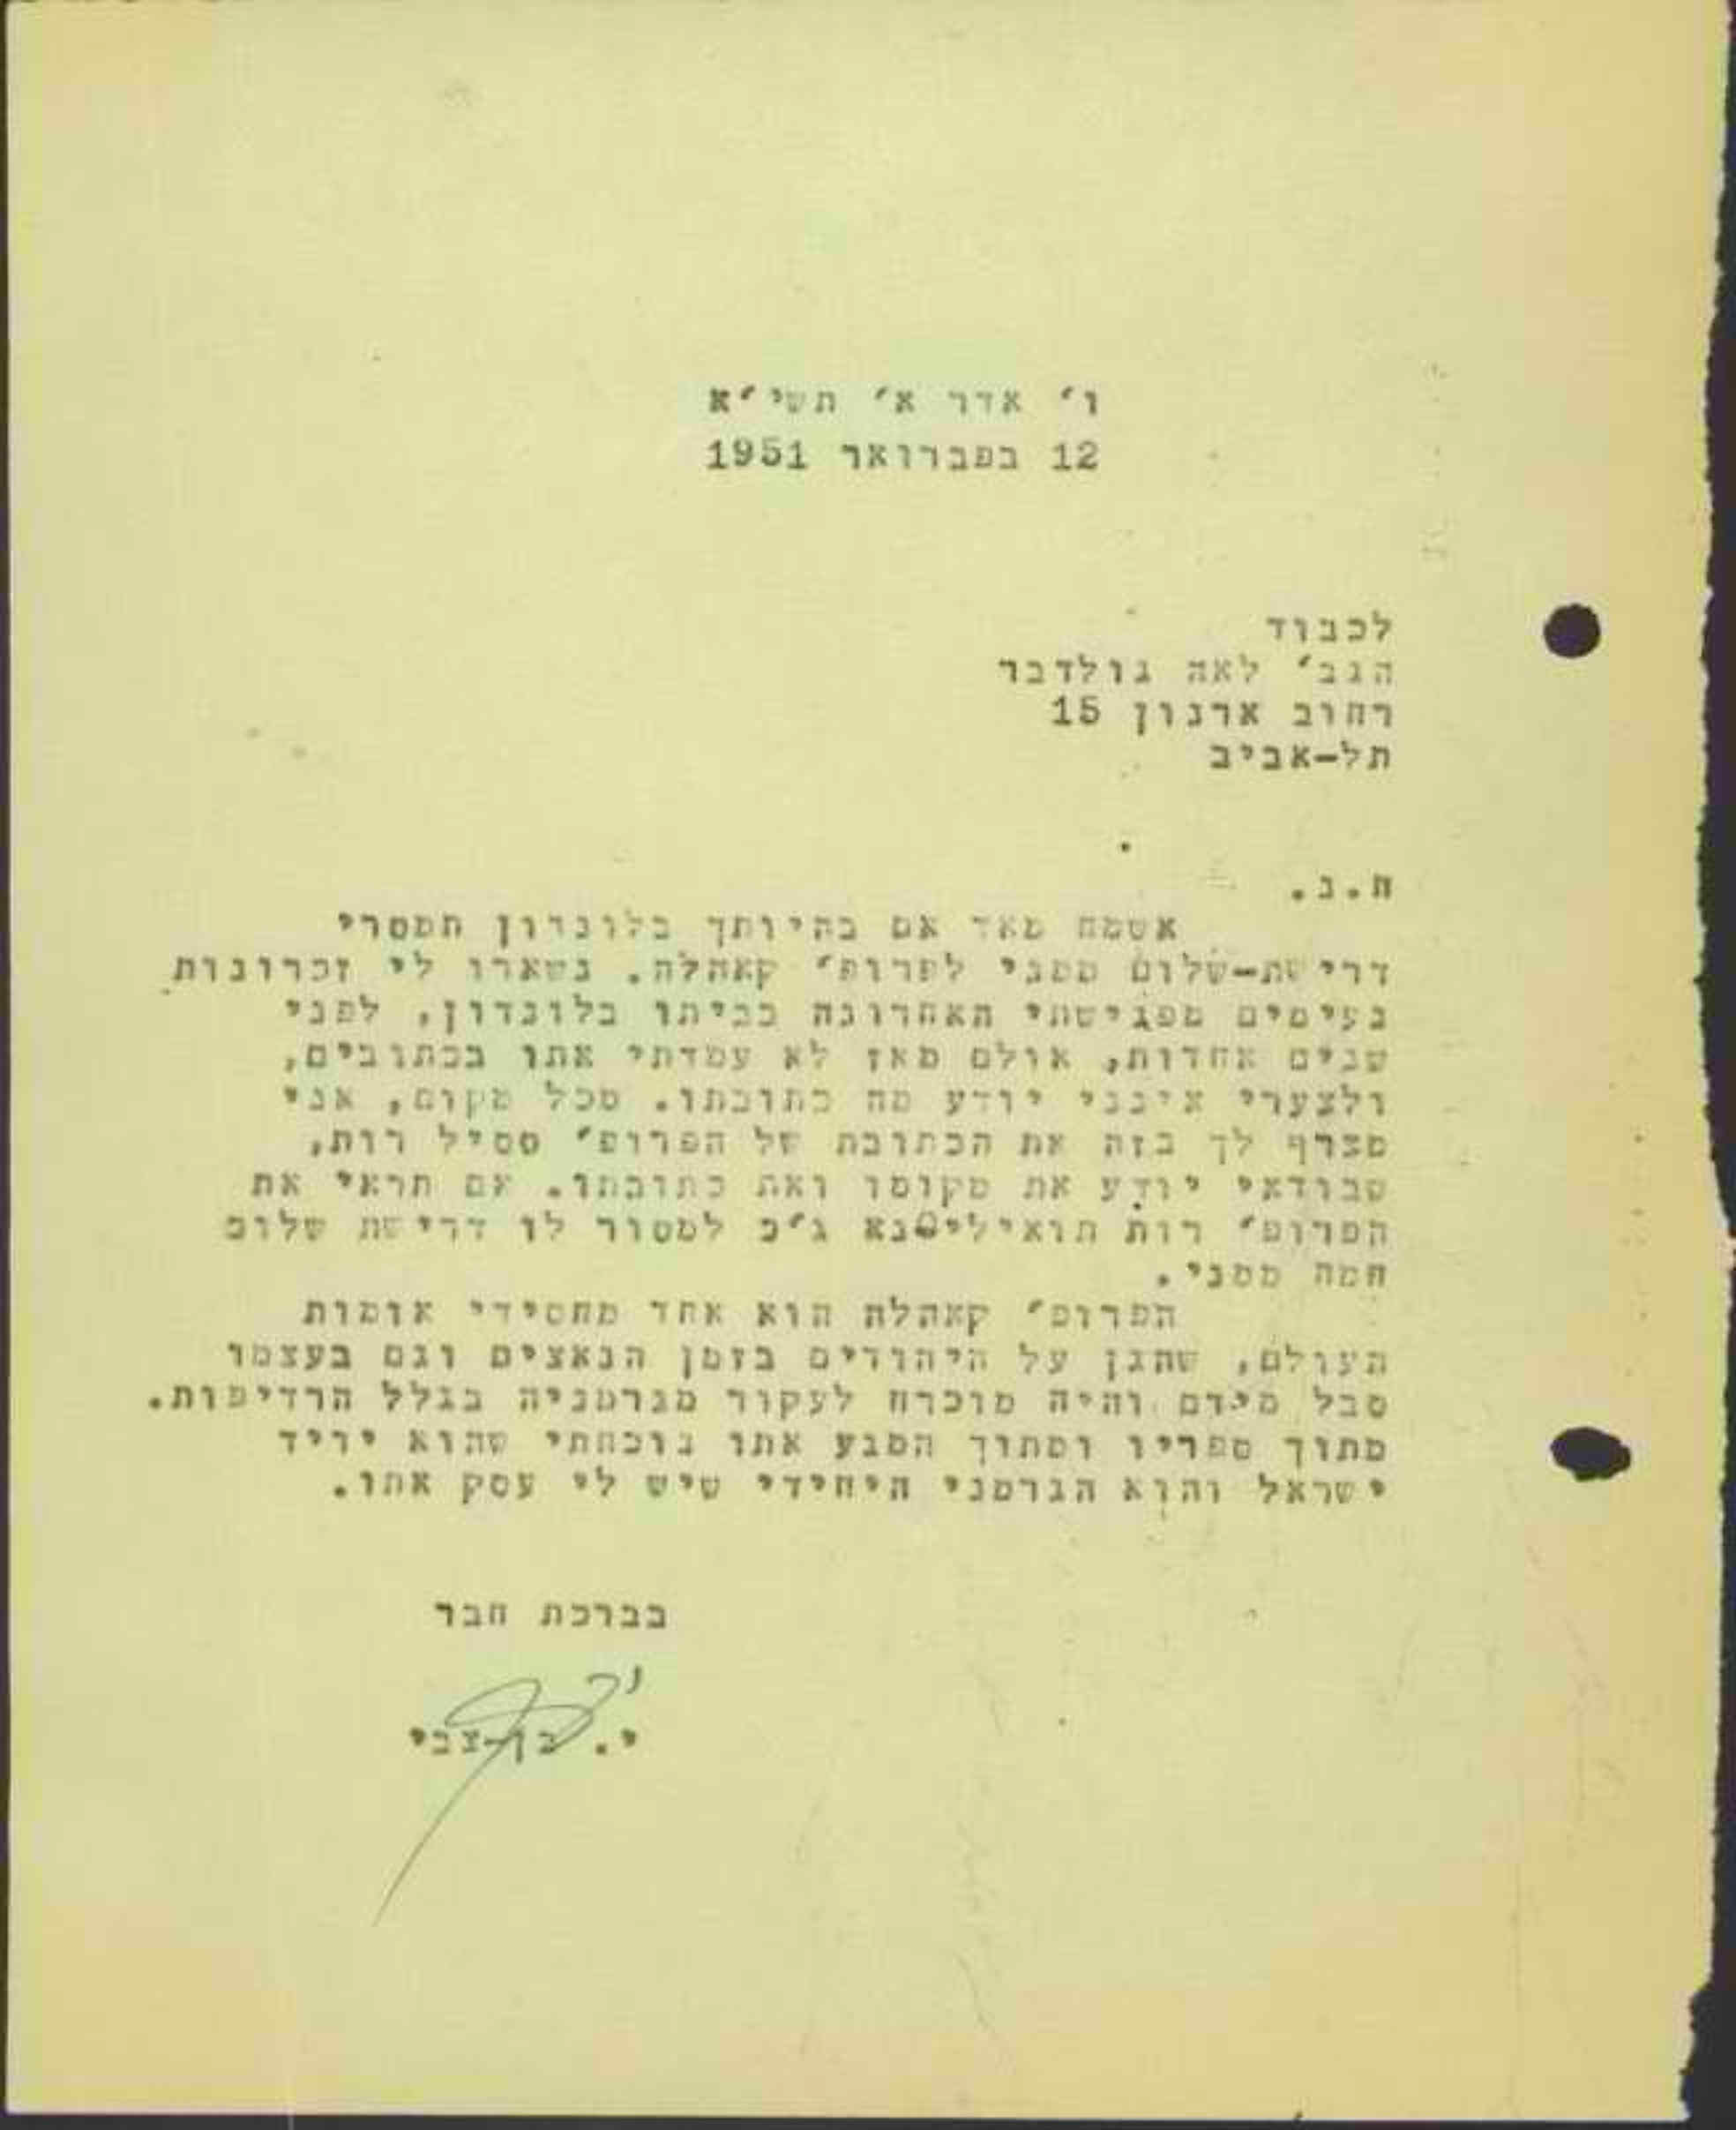 ו' אדר א' תשי"א
12 בפברואר 1951
לכבוד
הגב' לאה גולדבר
רחוב ארנון 15
תל-אביב
ח.נ.
אשמח מאד אם בהיותך בלונדון תמסרי
דרישת-שלום ממני לפרופ' קאהלה. נשארו לי זכרונות
נעימים מפגישתי האחרונה בביתו בלונדון, לפני
שנים אחדות, אולם מאז לא עמדתי אתו בכתובים,
ולצערי אינני יודע מה כתובתו. מכל מקום, אני
מצרף לך בזה את הכתובת של הפרופ' ססיל רות,
שבודאי יודע את מקומו ואת כתובתו. אם תראי את
הפרופ' רות תואילי נא ג"כ למסור לו דרישת שלום
חמה ממני.
הפרופ' קאהלה הוא אחד מחסידי אומות
העולם, שהגן על היהודים בזמן הנאצים וגם בעצמו
סבל מידם והיה מוכרח לעקור מגרמניה בגלל הרדיפות.
מתוך ספריו ומתוך המגע אתו נוכחתי שהוא ידיד
ישראל והוא הגרמני היחידי שיש לי עסק אתו.
בברכת חבר
י. בן-צבי